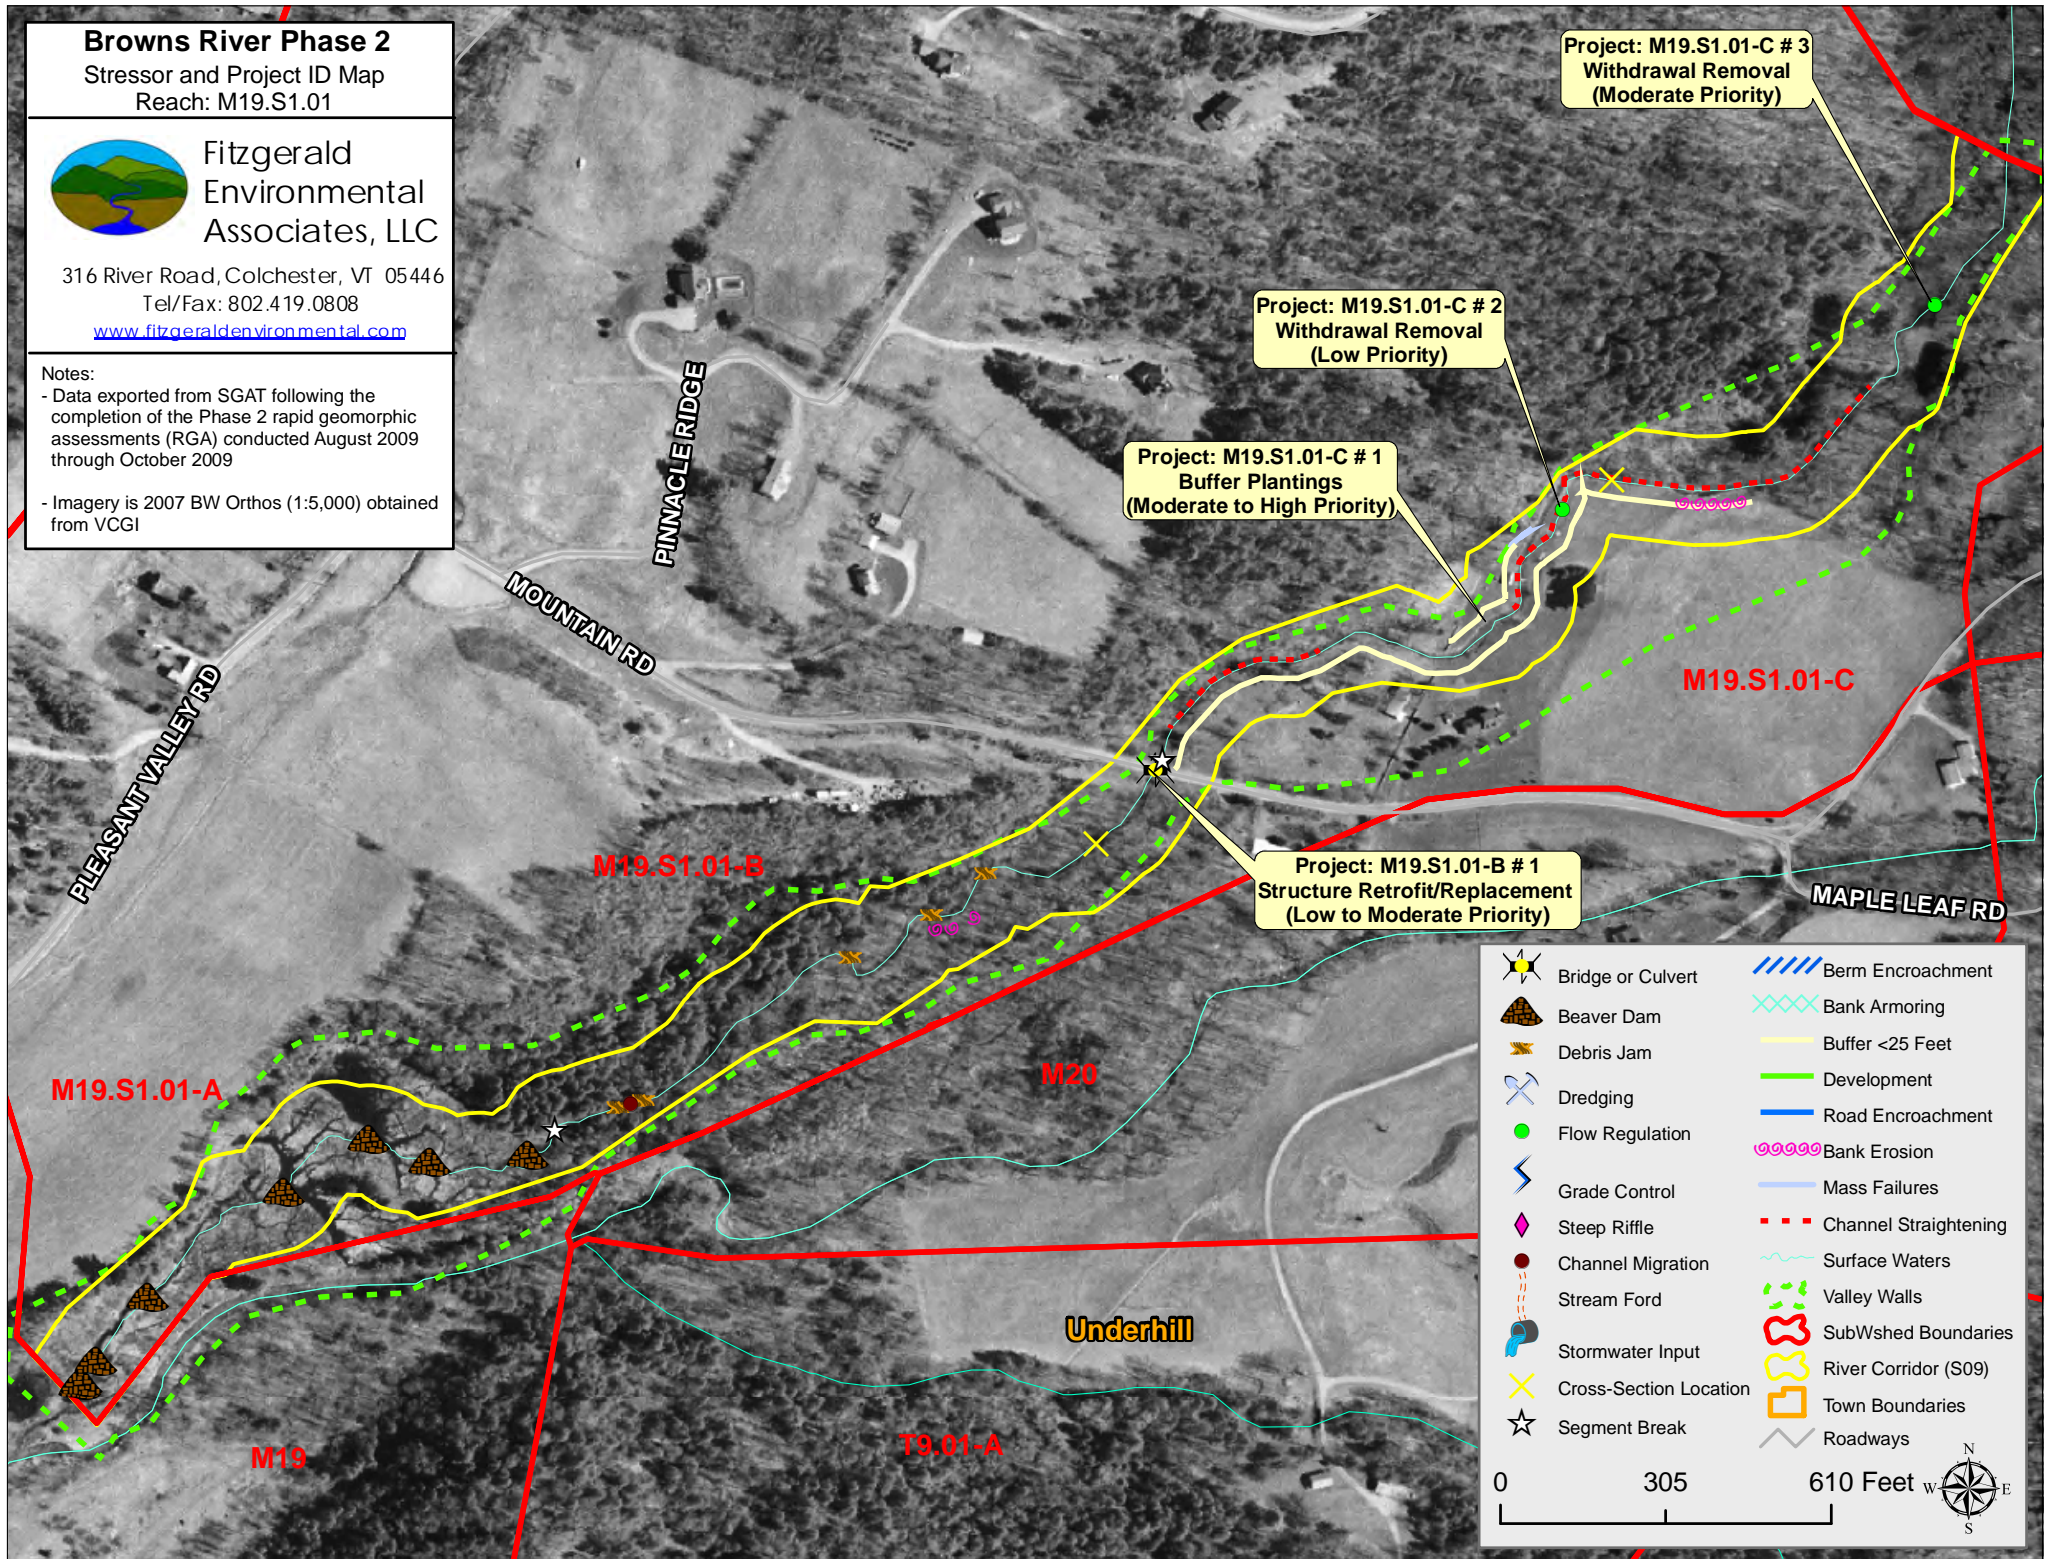 Browns River Phase 2
Stressor and Project ID Map
Reach: M19.S1.01
Fitzgerald
Environmental
Associates, LLC
316 River Road, Colchester, VT 05446
Tel/Fax: 802.419.0808
www.fitzgeraldenvironmental.com
Notes:
- Data exported from SGAT following the
completion of the Phase 2 rapid geomorphic
assessments (RGA) conducted August 2009
through October 2009
- Imagery is 2007 BW Orthos (1:5,000) obtained
from VCGI
Project: M19.S1.01-C # 3
Withdrawal Removal
(Moderate Priority)
Project: M19.S1.01-C # 2
Withdrawal Removal
(Low Priority)
Project: M19.S1.01-C # 1
Buffer Plantings
(Moderate to High Priority)
PINNACLE RIDGE
MOUNTAIN RD
PLEASANT VALLEY RD
M19.S1.01-C
M19.S1.01-B
Project: M19.S1.01-B # 1
Structure Retrofit/Replacement
(Low to Moderate Priority)
MAPLE LEAF RD
M19.S1.01-A
M20
Underhill
M19
T9.01-A
Bridge or Culvert
Beaver Dam
Debris Jam
Dredging
Flow Regulation
Grade Control
Steep Riffle
Channel Migration
Stream Ford
Stormwater Input
Cross-Section Location
Segment Break
Berm Encroachment
Bank Armoring
Buffer <25 Feet
Development
Road Encroachment
Bank Erosion
Mass Failures
Channel Straightening
Surface Waters
Valley Walls
SubWshed Boundaries
River Corridor (S09)
Town Boundaries
Roadways
0 305 610 Feet
N
W E
S